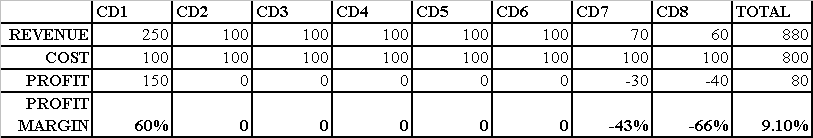 CD1 CD2 CD3 CD4 CD5 CD6 CD7 CD8 TOTAL
REVENUE 250 100 100 100 100 100 70 60 880
COST 100 100 100 100 100 100 100 100 800
PROFIT 150 0 0 0 0 0 -30 -40 80
PROFIT
MARGIN 60% 0 0 0 0 0 -43% -66% 9.10%